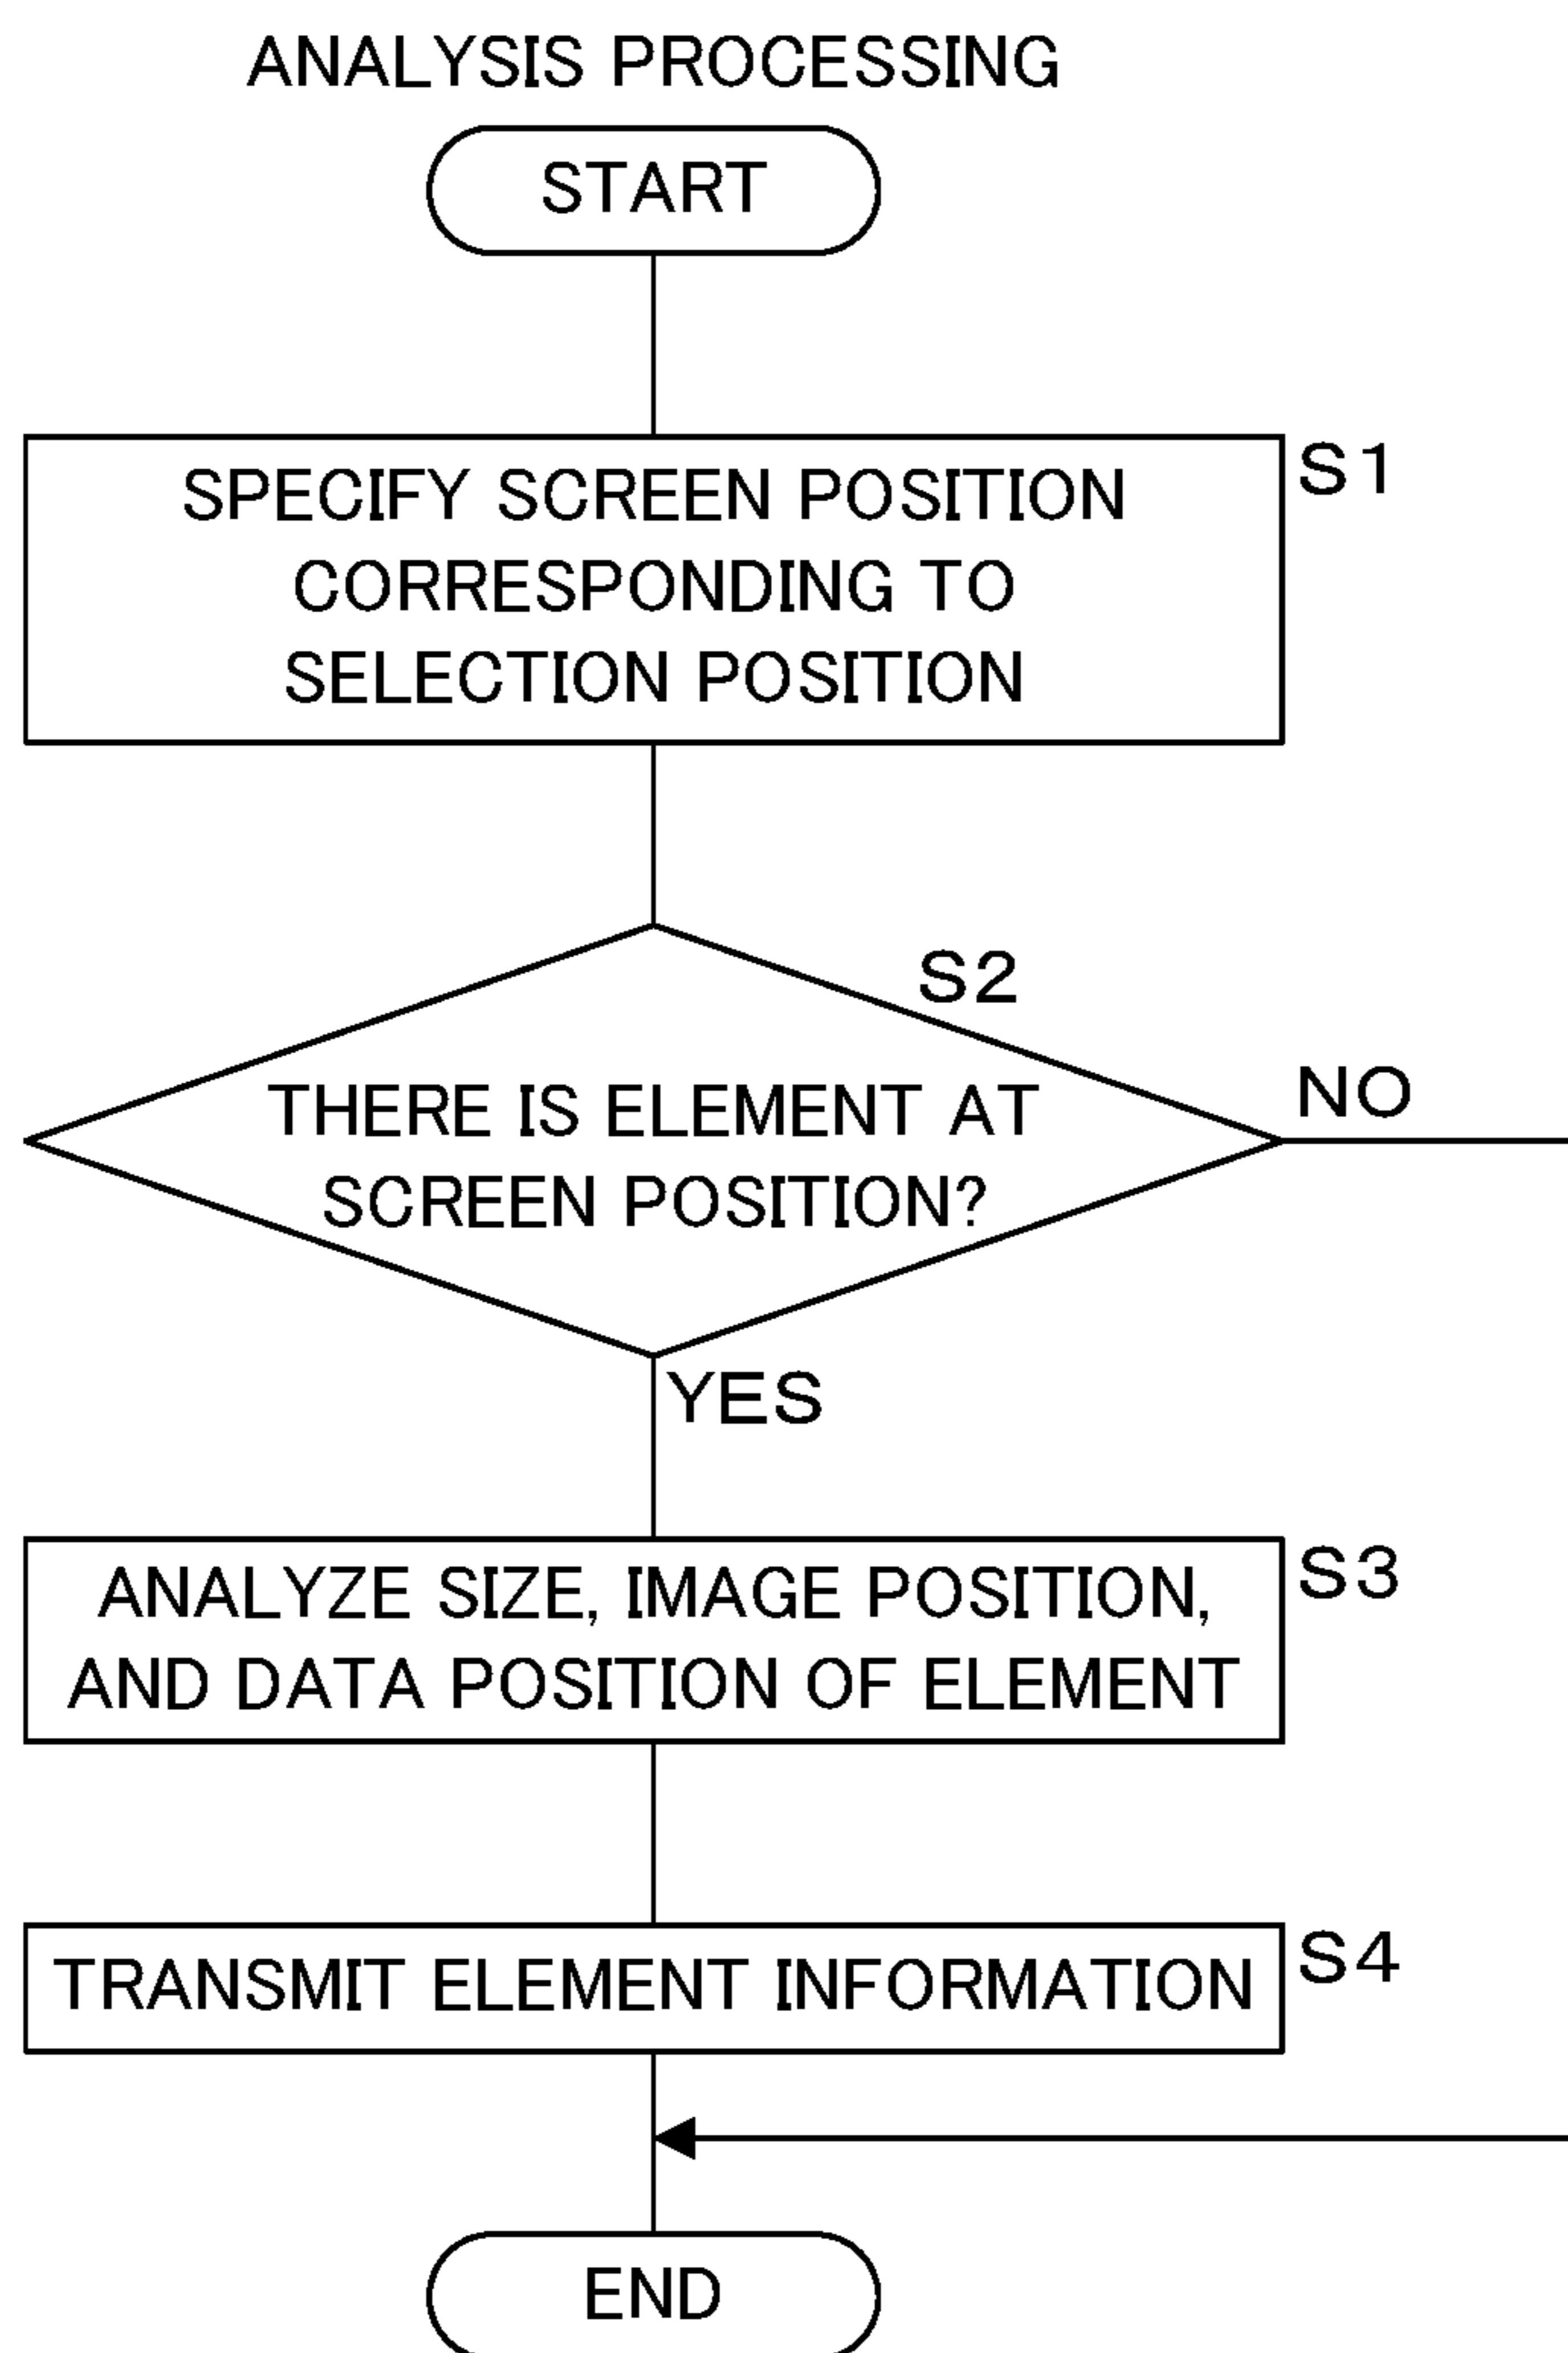 ANALYSIS PROCESSING
START
SPECIFY SCREEN POSITION
CORRESPONDING TO
SELECTION POSITION
S1
S2
THERE IS ELEMENT AT
SCREEN POSITION?
NO
YES
ANALYZE SIZE, IMAGE POSITION,
AND DATA POSITION OF ELEMENT
S3
TRANSMIT ELEMENT INFORMATION
S4
END